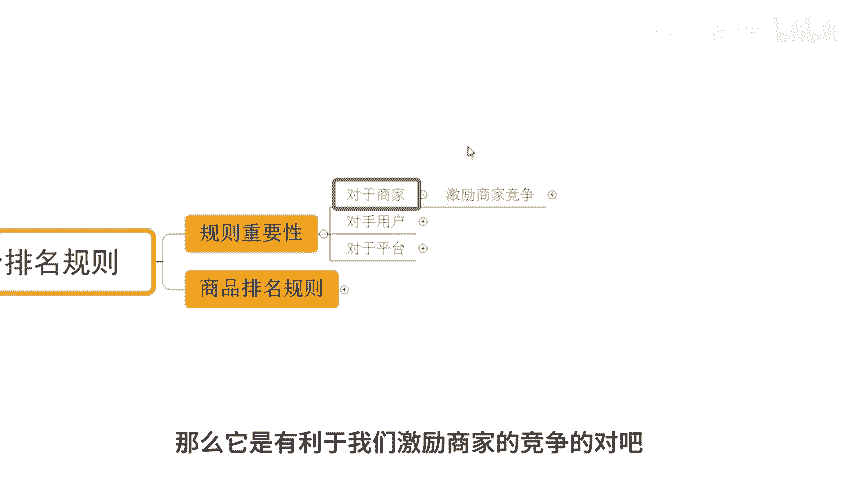 排名规则
规则重要性
对于商家
激励商家竞争
对手用户
对于平台
商品排名规则
那么它是有利于我们激励商家的竞争的对吧